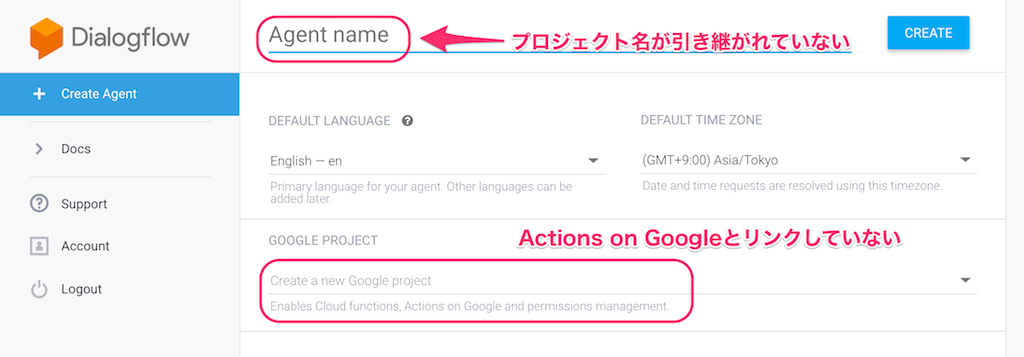 Dialogflow
Agent name
プロジェクト名が引き継がれていない
CREATE
Create Agent
Docs
Support
Account
Logout
DEFAULT LANGUAGE ?
English — en
Primary language for your agent. Other languages can be
added later.
DEFAULT TIME ZONE
(GMT+9:00) Asia/Tokyo
Date and time requests are resolved using this timezone.
GOOGLE PROJECT
Actions on Googleとリンクしていない
Create a new Google project
Enables Cloud functions, Actions on Google and permissions management.